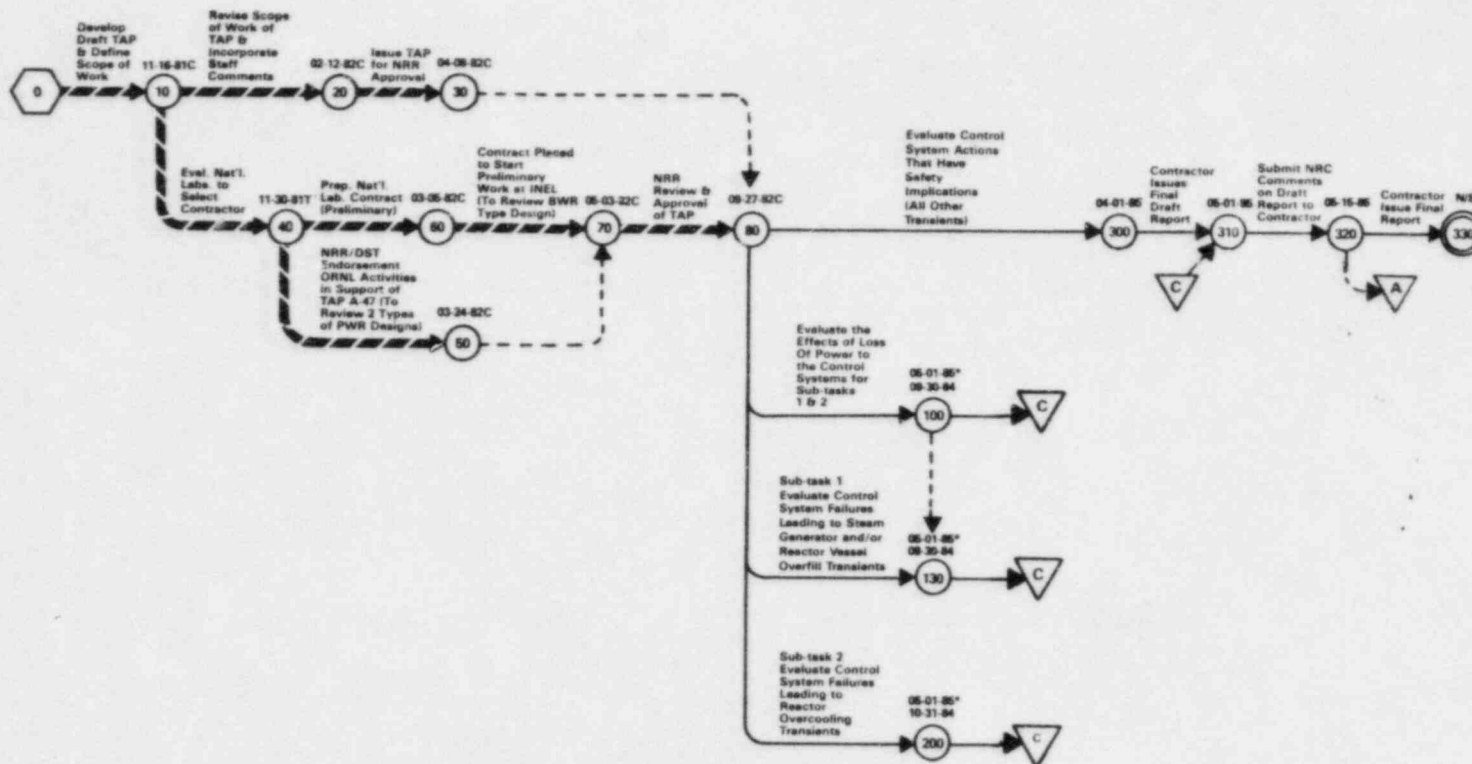 Develop
Draft TAP
& Define
Scope of
Work
0
11-16-81C
10
Revise Scope
of Work of
TAP &
Incorporate
Staff
Comments
02-12-82C
20
Issue TAP
for NRR
Approval
04-08-82C
30
Eval. Nat'l.
Labs. to
Select
Contractor
11-30-81T
40
Prep. Nat'l.
Lab. Contract
(Preliminary)
03-05-82C
60
Contract Placed
to Start
Preliminary
Work at INEL
(To Review BWR
Type Design)
70
NRR
Review &
Approval
of TAP
09-27-82C
80
NRR/DST
Endorsement
ORNL Activities
in Support of
TAP A-47 (To
Review 2 Types
of PWR Designs)
03-24-82C
50
Evaluate Control
System Actions
That Have
Safety
Implications
(All Other
Transients)
04-01-85
300
Contractor
Issues
Final
Draft
Report
05-01-85
310
Submit NRC
Comments
on Draft
Report to
Contractor
05-15-85
320
Contractor
Issue Final
Report
330
C
A
Evaluate the
Effects of Loss
Of Power to
the Control
Systems for
Sub-tasks
1 & 2
05-01-85*
09-30-84
100
C
Sub-task 1
Evaluate Control
System Failures
Leading to Steam
Generator and/or
Reactor Vessel
Overfill Transients
05-01-85*
09-30-84
130
C
Sub-task 2
Evaluate Control
System Failures
Leading to
Reactor
Overcooling
Transients
05-01-85*
10-31-84
200
C